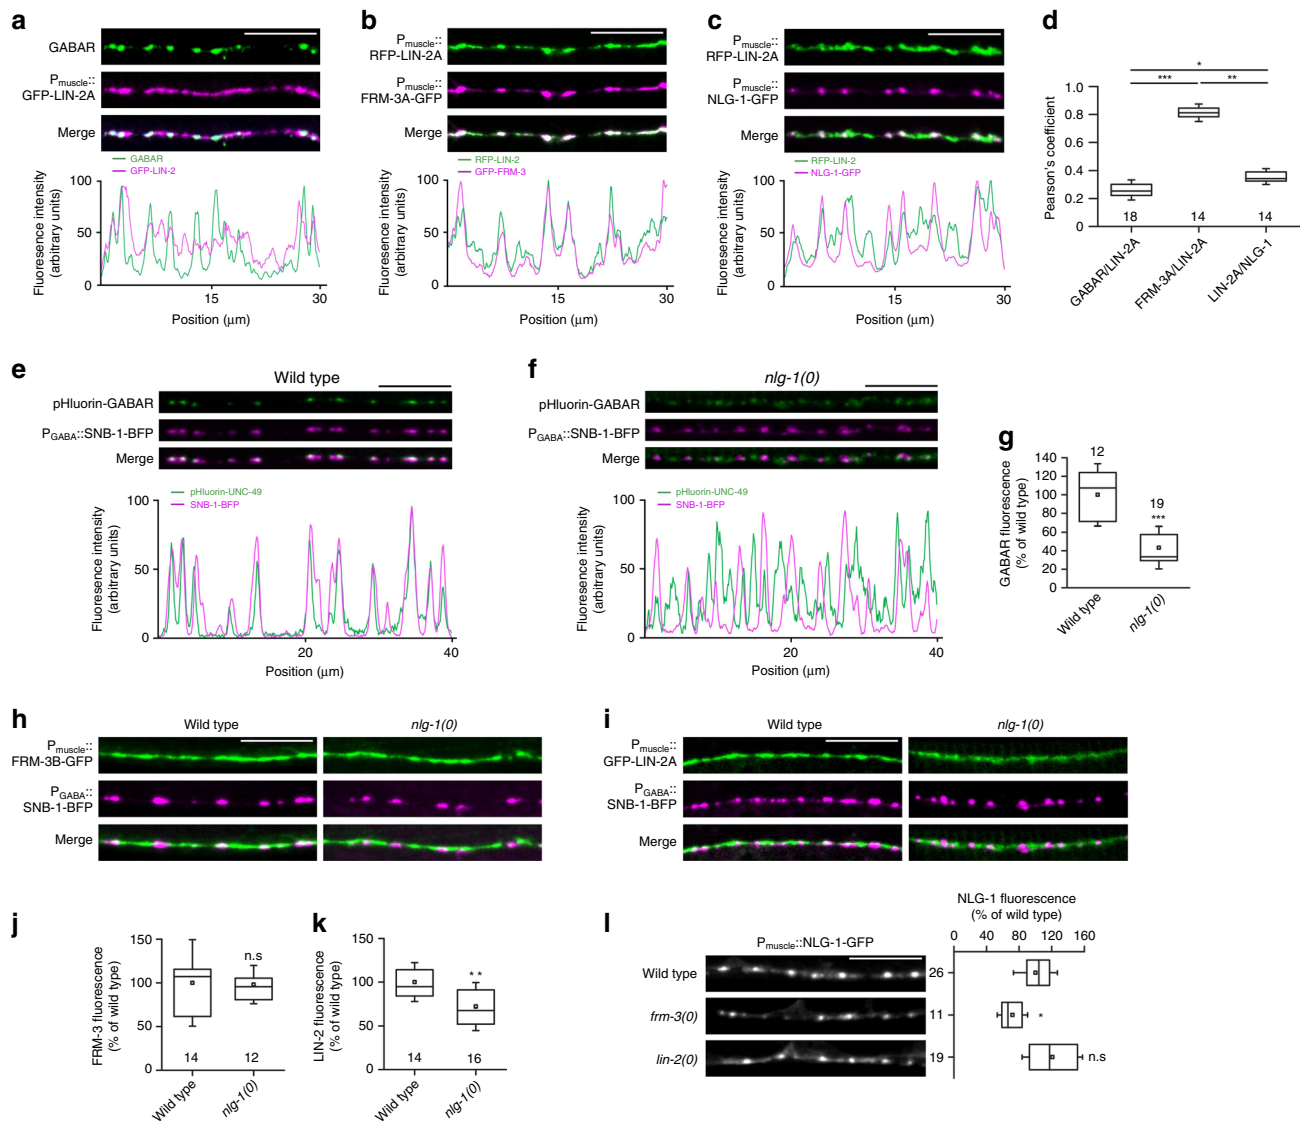 a
GABAR
P muscle::
GFP-LIN-2A
Merge
GABAR
GFP-LIN-2
Fluorescence intensity
(arbitrary units)
100
50
0
15
30
Position (μm)
b
P muscle::
RFP-LIN-2A
P muscle::
FRM-3A-GFP
Merge
RFP-LIN-2
GFP-FRM-3
Fluorescence intensity
(arbitrary units)
100
50
0
15
30
Position (μm)
c
P muscle::
RFP-LIN-2A
P muscle::
NLG-1-GFP
Merge
RFP-LIN-2
NLG-1-GFP
Fluorescence intensity
(arbitrary units)
100
50
0
15
30
Position (μm)
d
*
*** **
Pearson's coefficient
1.0
0.8
0.6
0.4
0.2
0
18 14 14
GABAR/LIN-2A
FRM-3A/LIN-2A
LIN-2A/NLG-1
e
Wild type
pHluorin-GABAR
P GABA::SNB-1-BFP
Merge
pHluorin-UNC-49
SNB-1-BFP
Fluorescence intensity
(arbitrary units)
100
50
0
20
40
Position (μm)
f
nlg-1(0)
pHluorin-GABAR
P GABA::SNB-1-BFP
Merge
pHluorin-UNC-49
SNB-1-BFP
Fluorescence intensity
(arbitrary units)
100
50
0
20
40
Position (μm)
g
GABAR fluorescence
(% of wild type)
140
120
100
80
60
40
20
0
12
19
***
Wild type
nlg-1(0)
h
Wild type nlg-1(0)
P muscle::
FRM-3B-GFP
P GABA::
SNB-1-BFP
Merge
i
Wild type nlg-1(0)
P muscle::
GFP-LIN-2A
P GABA::
SNB-1-BFP
Merge
j
FRM-3 fluorescence
(% of wild type)
150
100
50
0
n.s
14 12
Wild type
nlg-1(0)
k
LIN-2 fluorescence
(% of wild type)
150
100
50
0
**
14 16
Wild type
nlg-1(0)
l
P muscle::NLG-1-GFP
Wild type
frm-3(0)
lin-2(0)
NLG-1 fluorescence
(% of wild type)
0 40 80 120 160
26
11 *
19 n.s